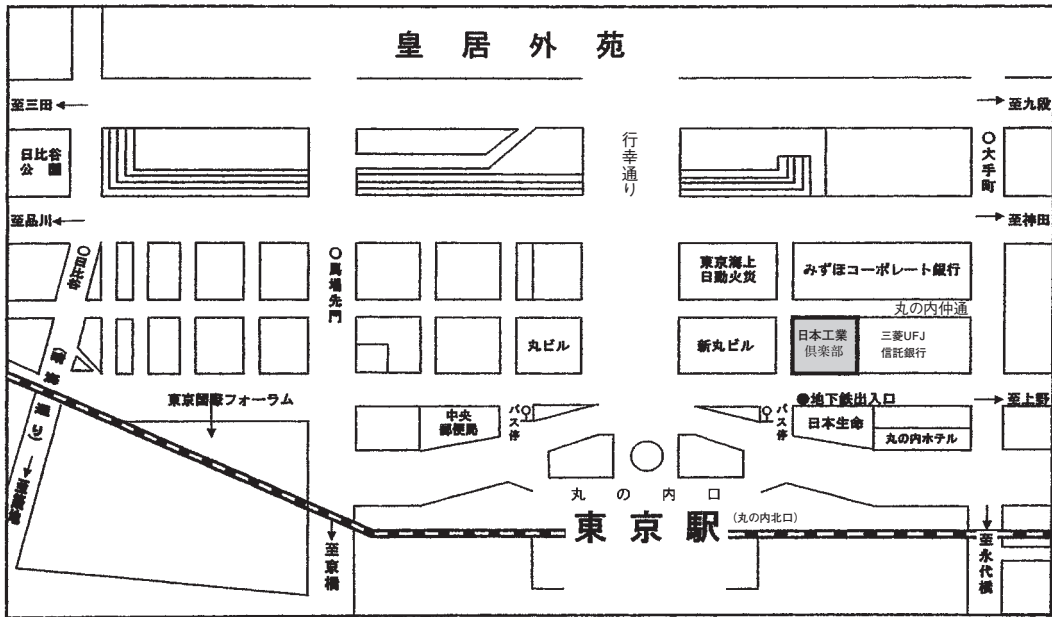 皇居外苑
至三田
至九段
日比谷
公園
行幸通り
大手町
至品川
至神田
日比谷
馬場先門
東京海上
日動火災
みずほコーポレート銀行
丸の内仲通
丸ビル
新丸ビル
日本工業
倶楽部
三菱UFJ
信託銀行
東京国際フォーラム
地下鉄出入口
至上野
中央
郵便局
バス停
バス停
日本生命
丸の内ホテル
丸の内口
東京駅
(丸の内北口)
至京橋
至永代橋